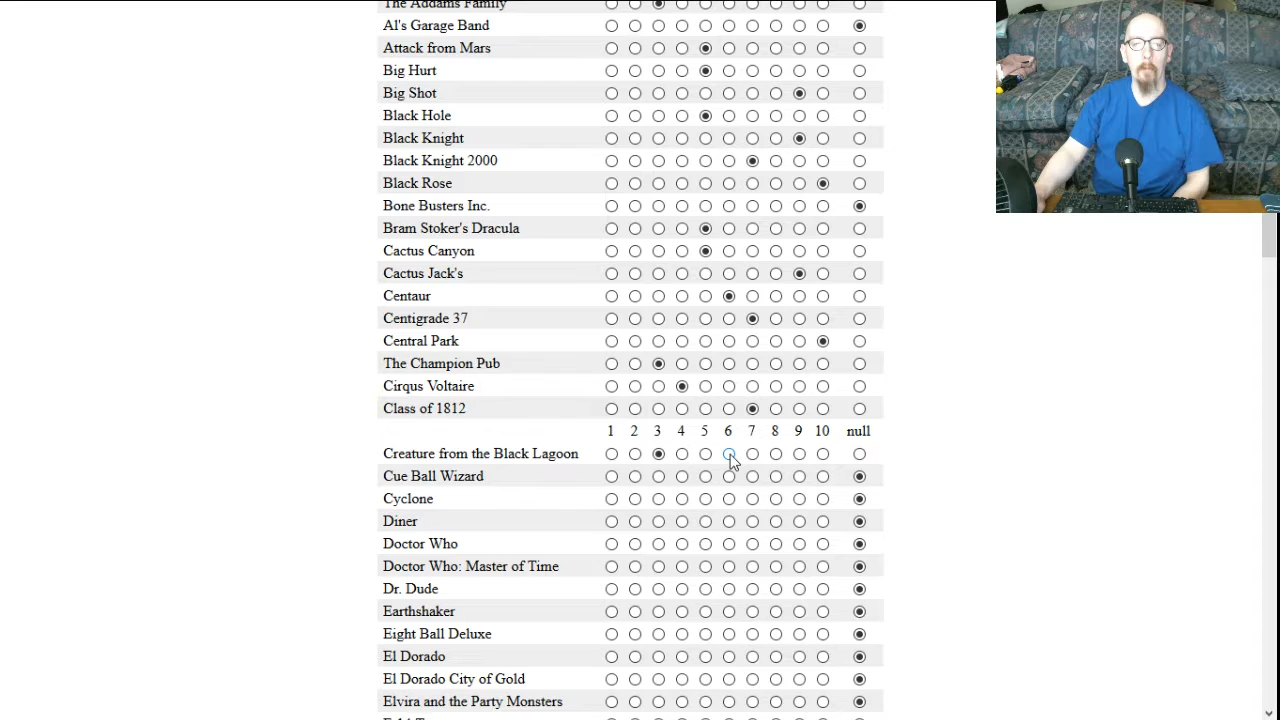 The Addams Family
Al's Garage Band
Attack from Mars
Big Hurt
Big Shot
Black Hole
Black Knight
Black Knight 2000
Black Rose
Bone Busters Inc.
Bram Stoker's Dracula
Cactus Canyon
Cactus Jack's
Centaur
Centigrade 37
Central Park
The Champion Pub
Cirqus Voltaire
Class of 1812
1 2 3 4 5 6 7 8 9 10 null
Creature from the Black Lagoon
Cue Ball Wizard
Cyclone
Diner
Doctor Who
Doctor Who: Master of Time
Dr. Dude
Earthshaker
Eight Ball Deluxe
El Dorado
El Dorado City of Gold
Elvira and the Party Monsters